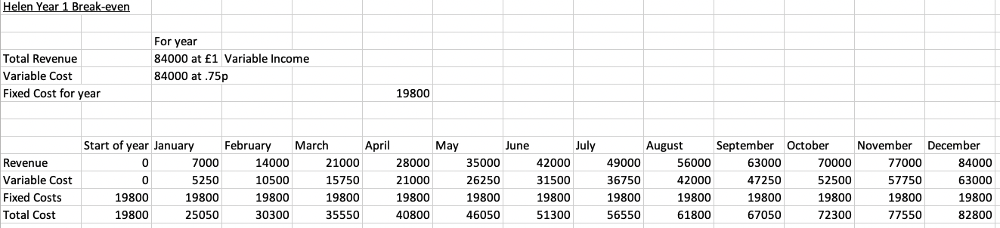 Helen Year 1 Break-even
For year
Total Revenue 84000 at £1 Variable Income
Variable Cost 84000 at .75p
Fixed Cost for year 19800
Start of year January February March April May June July August September October November December
Revenue 0 7000 14000 21000 28000 35000 42000 49000 56000 63000 70000 77000 84000
Variable Cost 0 5250 10500 15750 21000 26250 31500 36750 42000 47250 52500 57750 63000
Fixed Costs 19800 19800 19800 19800 19800 19800 19800 19800 19800 19800 19800 19800 19800
Total Cost 19800 25050 30300 35550 40800 46050 51300 56550 61800 67050 72300 77550 82800